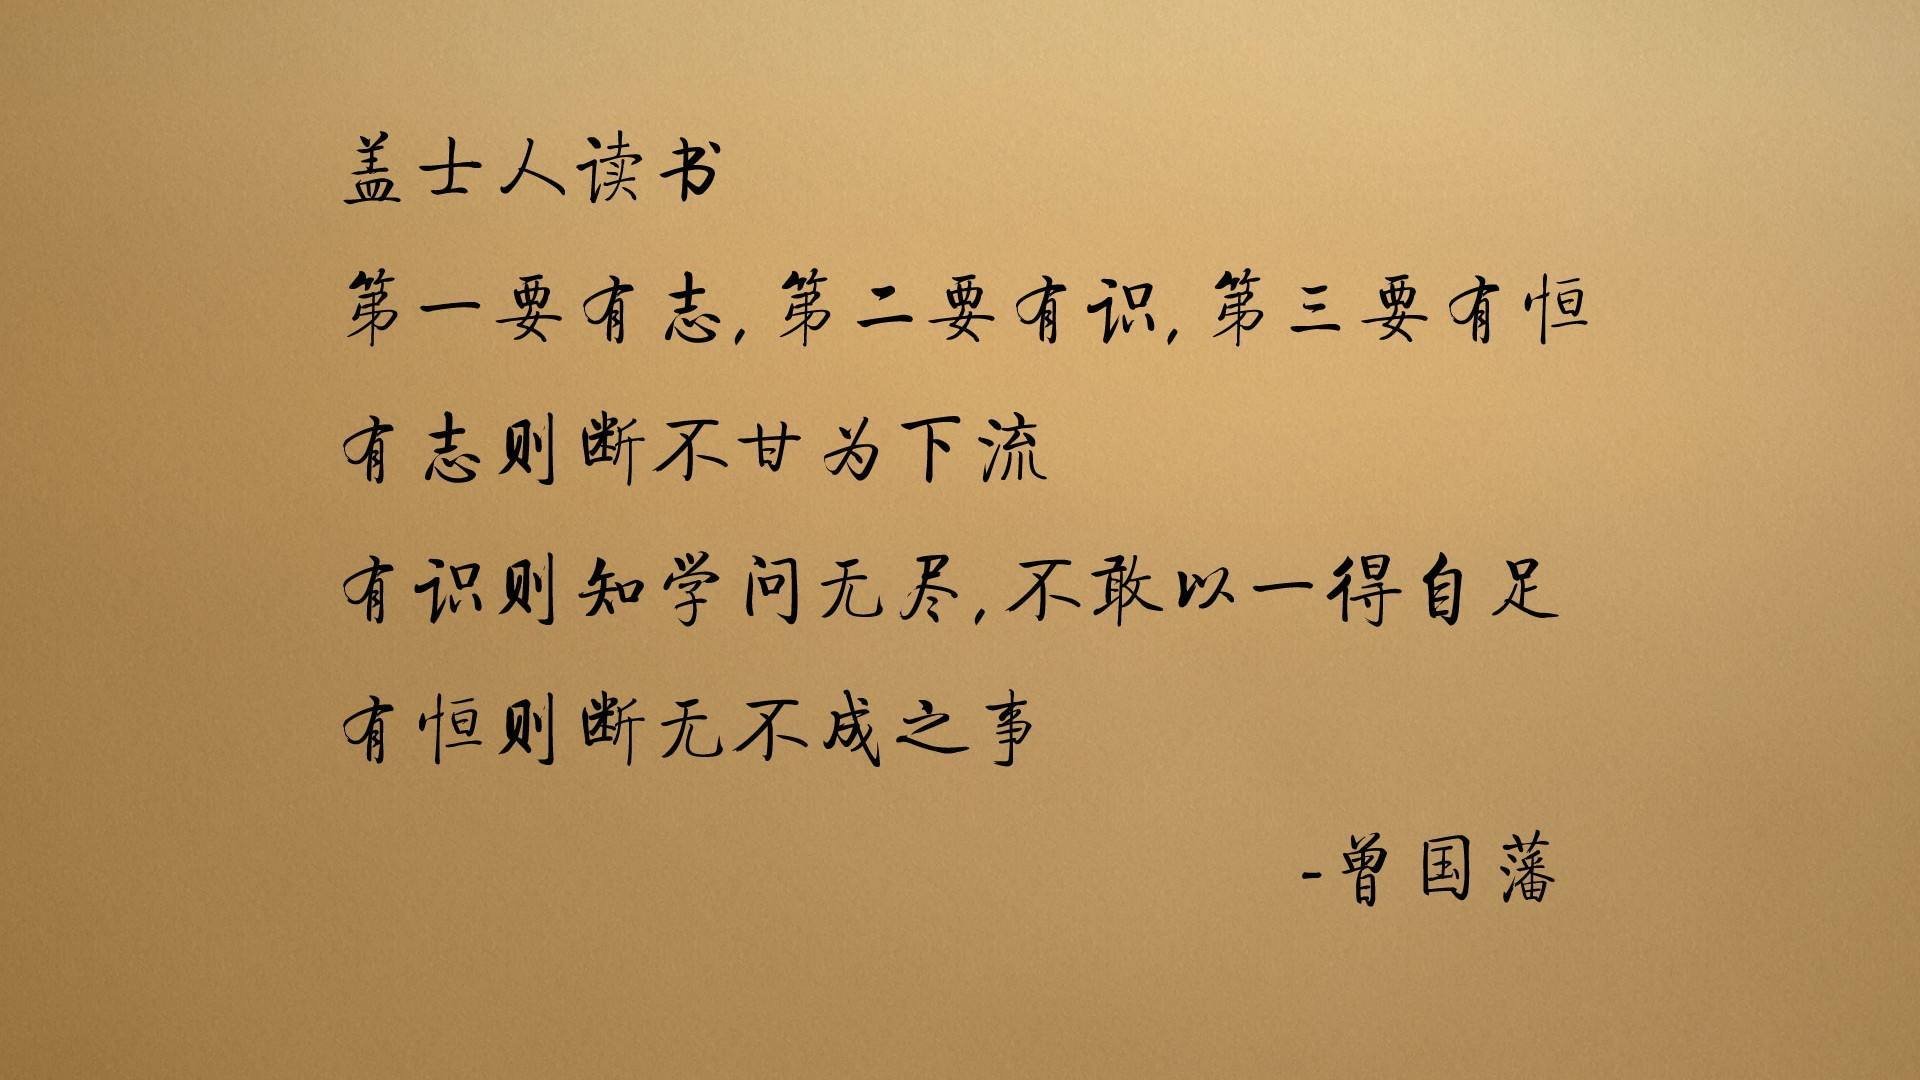 盖士人读书
第一要有志,第二要有识,第三要有恒
有志则断不甘为下流
有识则知学问无尽,不敢以一得自足
有恒则断无不成之事
-曾国藩